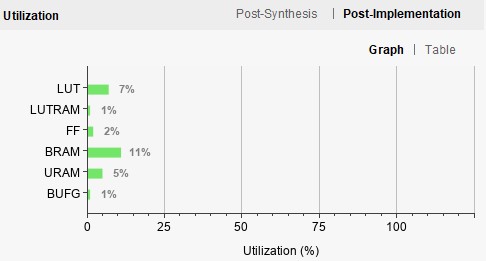 Utilization Post-Synthesis | Post-Implementation
Graph | Table
LUT 7%
LUTRAM 1%
FF 2%
BRAM 11%
URAM 5%
BUFG 1%
0 25 50 75 100
Utilization (%)